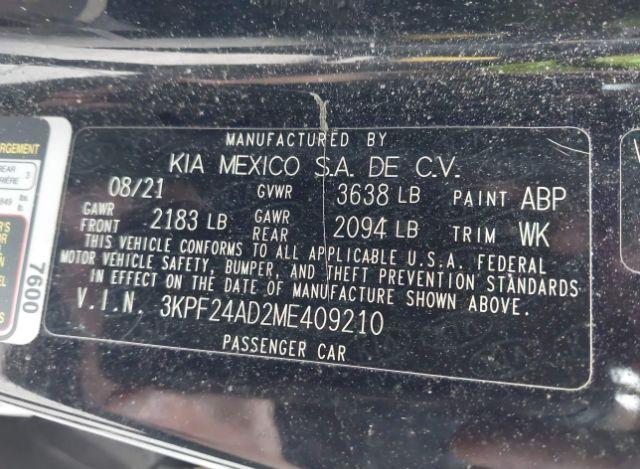 MANUFACTURED BY
KIA MEXICO S.A. DE C.V.
08/21 GVWR 3638 LB PAINT ABP
GAWR FRONT 2183 LB GAWR REAR 2094 LB TRIM WK
THIS VEHICLE CONFORMS TO ALL APPLICABLE U.S.A. FEDERAL
MOTOR VEHICLE SAFETY, BUMPER, AND THEFT PREVENTION STANDARDS
IN EFFECT ON THE DATE OF MANUFACTURE SHOWN ABOVE.
V.I.N. 3KPF24AD2ME409210
PASSENGER CAR
REAR 3
7600